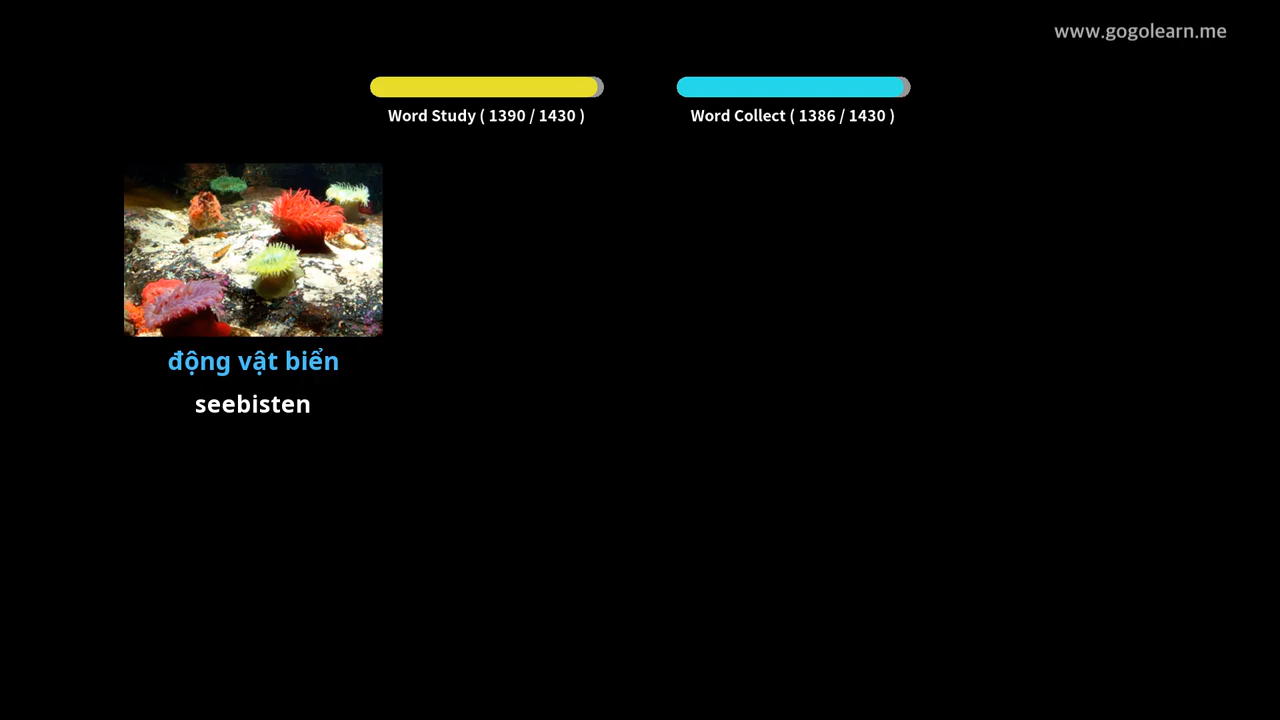 www.gogolearn.me
Word Study ( 1390 / 1430 )
Word Collect ( 1386 / 1430 )
động vật biển
seebisten